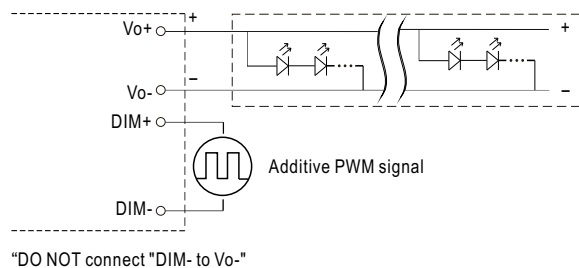 Vo+
+
+
Vo-
−
−
DIM+
Additive PWM signal
DIM-
“DO NOT connect "DIM- to Vo-"